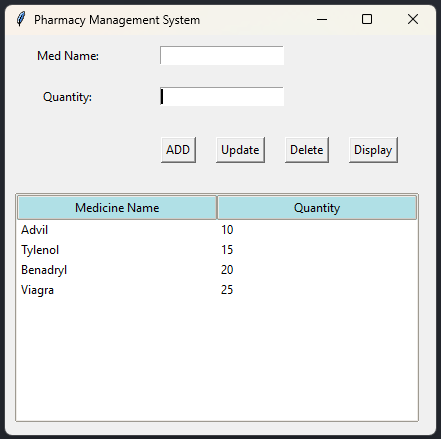 Pharmacy Management System
Med Name:
Quantity:
ADD Update Delete Display
Medicine Name Quantity
Advil 10
Tylenol 15
Benadryl 20
Viagra 25